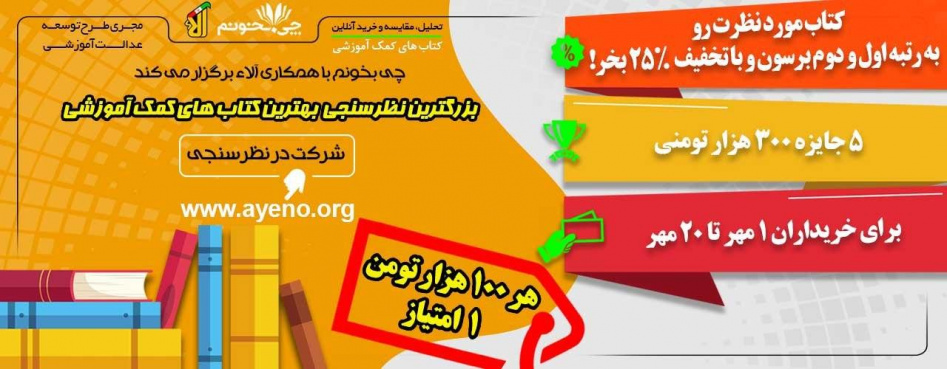 مجری طرح توسعه
عدالت آموزشی
چی بخونم
تحلیل، مقایسه و خرید آنلاین
کتاب های کمک آموزشی
چی بخونم با همکاری آلاء برگزار می کند
بزرگترین نظرسنجی بهترین کتاب های کمک آموزشی
شرکت در نظرسنجی
www.ayeno.org
کتاب مورد نظرت رو
به رتبه اول و دوم برسون و با تخفیف ۲۵% بخر!
۵ جایزه ۳۰۰ هزار تومنی
برای خریداران ۱ مهر تا ۲۰ مهر
هر ۱۰۰ هزار تومن
۱ امتیاز